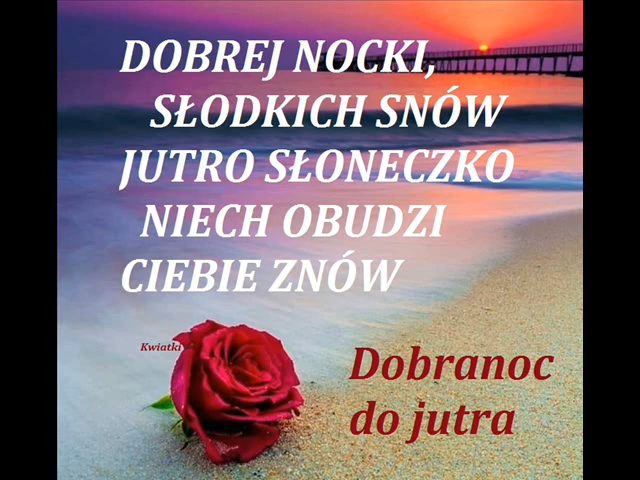 DOBREJ NOCKI,
SŁODKICH SNÓW
JUTRO SŁONECZKO
NIECH OBUDZI
CIEBIE ZNÓW
Kwiatki
Dobranoc
do jutra